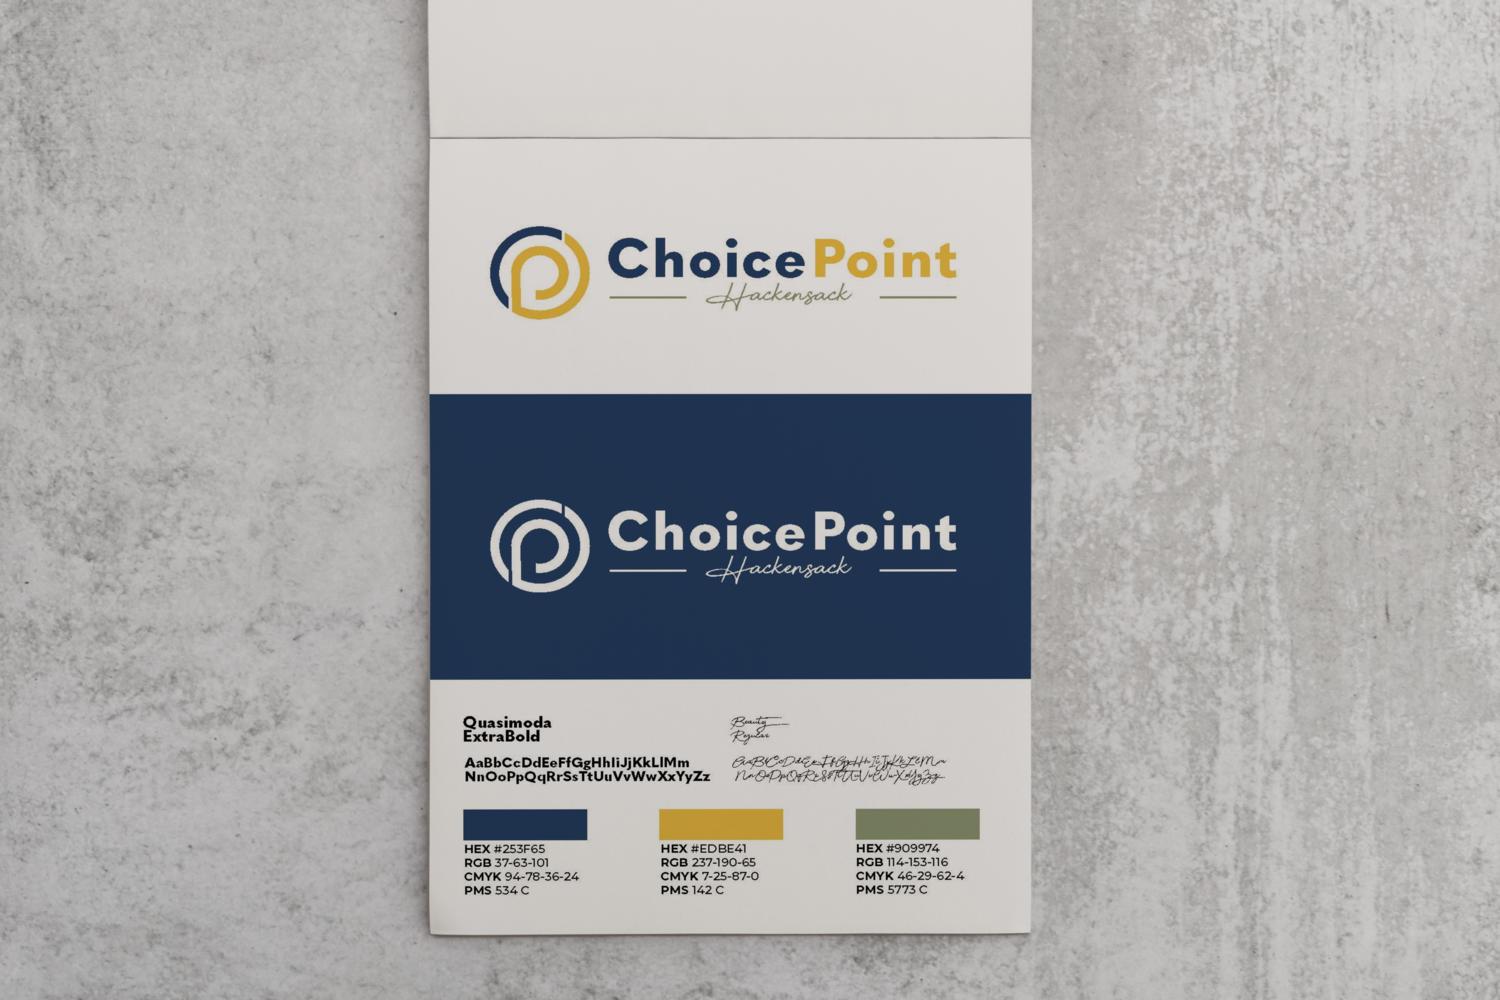 ChoicePoint
Hackensack
ChoicePoint
Hackensack
Quasimoda
ExtraBold
AaBbCcDdEeFfGgHhIiJjKkLlMm
NnOoPpQqRrSsTtUuVvWwXxYyZz
Beauty
Regular
AaBbCcDdEeFfGgHhIiJjKkLlMm
NnOoPpQqRrSsTtUuVvWwXxYyZz
HEX #253F65
RGB 37-63-101
CMYK 94-78-36-24
PMS 534 C
HEX #EDBE41
RGB 237-190-65
CMYK 7-25-87-0
PMS 142 C
HEX #909974
RGB 114-153-116
CMYK 46-29-62-4
PMS 5773 C